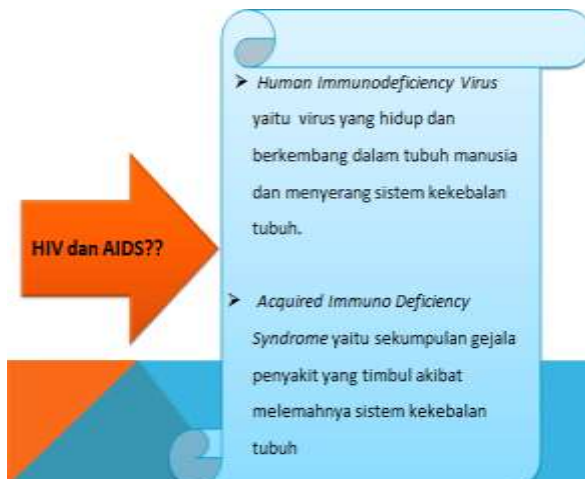 HIV dan AIDS??
➤ Human Immunodeficiency Virus
yaitu virus yang hidup dan
berkembang dalam tubuh manusia
dan menyerang sistem kekebalan
tubuh.
➤ Acquired Immuno Deficiency
Syndrome yaitu sekumpulan gejala
penyakit yang timbul akibat
melemahnya sistem kekebalan
tubuh